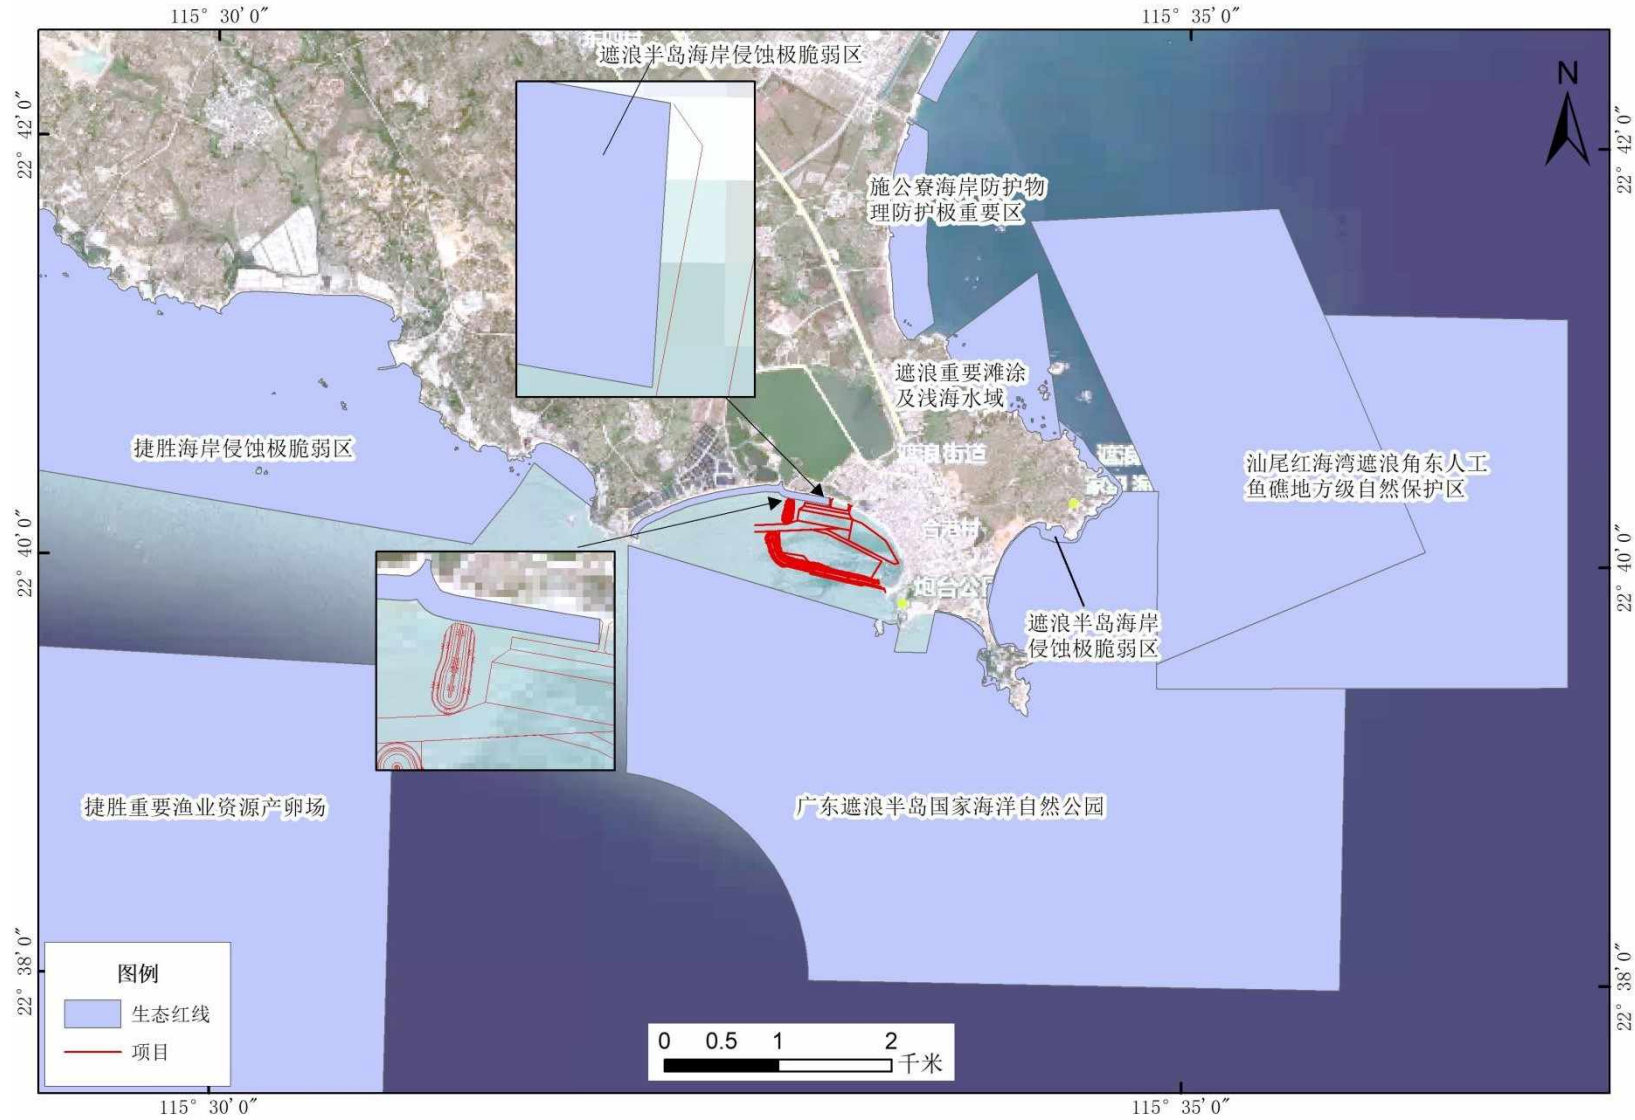 115° 30′0″
115° 35′0″
遮浪半岛海岸侵蚀极脆弱区
N
22° 42′0″
22° 42′0″
施公寮海岸防护物
理防护极重要区
遮浪重要滩涂
及浅海水域
捷胜海岸侵蚀极脆弱区
遮浪街道
遮浪
汕尾红海湾遮浪角东人工
鱼礁地方级自然保护区
22° 40′0″
22° 40′0″
炮台公园
遮浪半岛海岸
侵蚀极脆弱区
捷胜重要渔业资源产卵场
广东遮浪半岛国家海洋自然公园
22° 38′0″
22° 38′0″
图例
生态红线
项目
0 0.5 1 2
千米
115° 30′0″
115° 35′0″